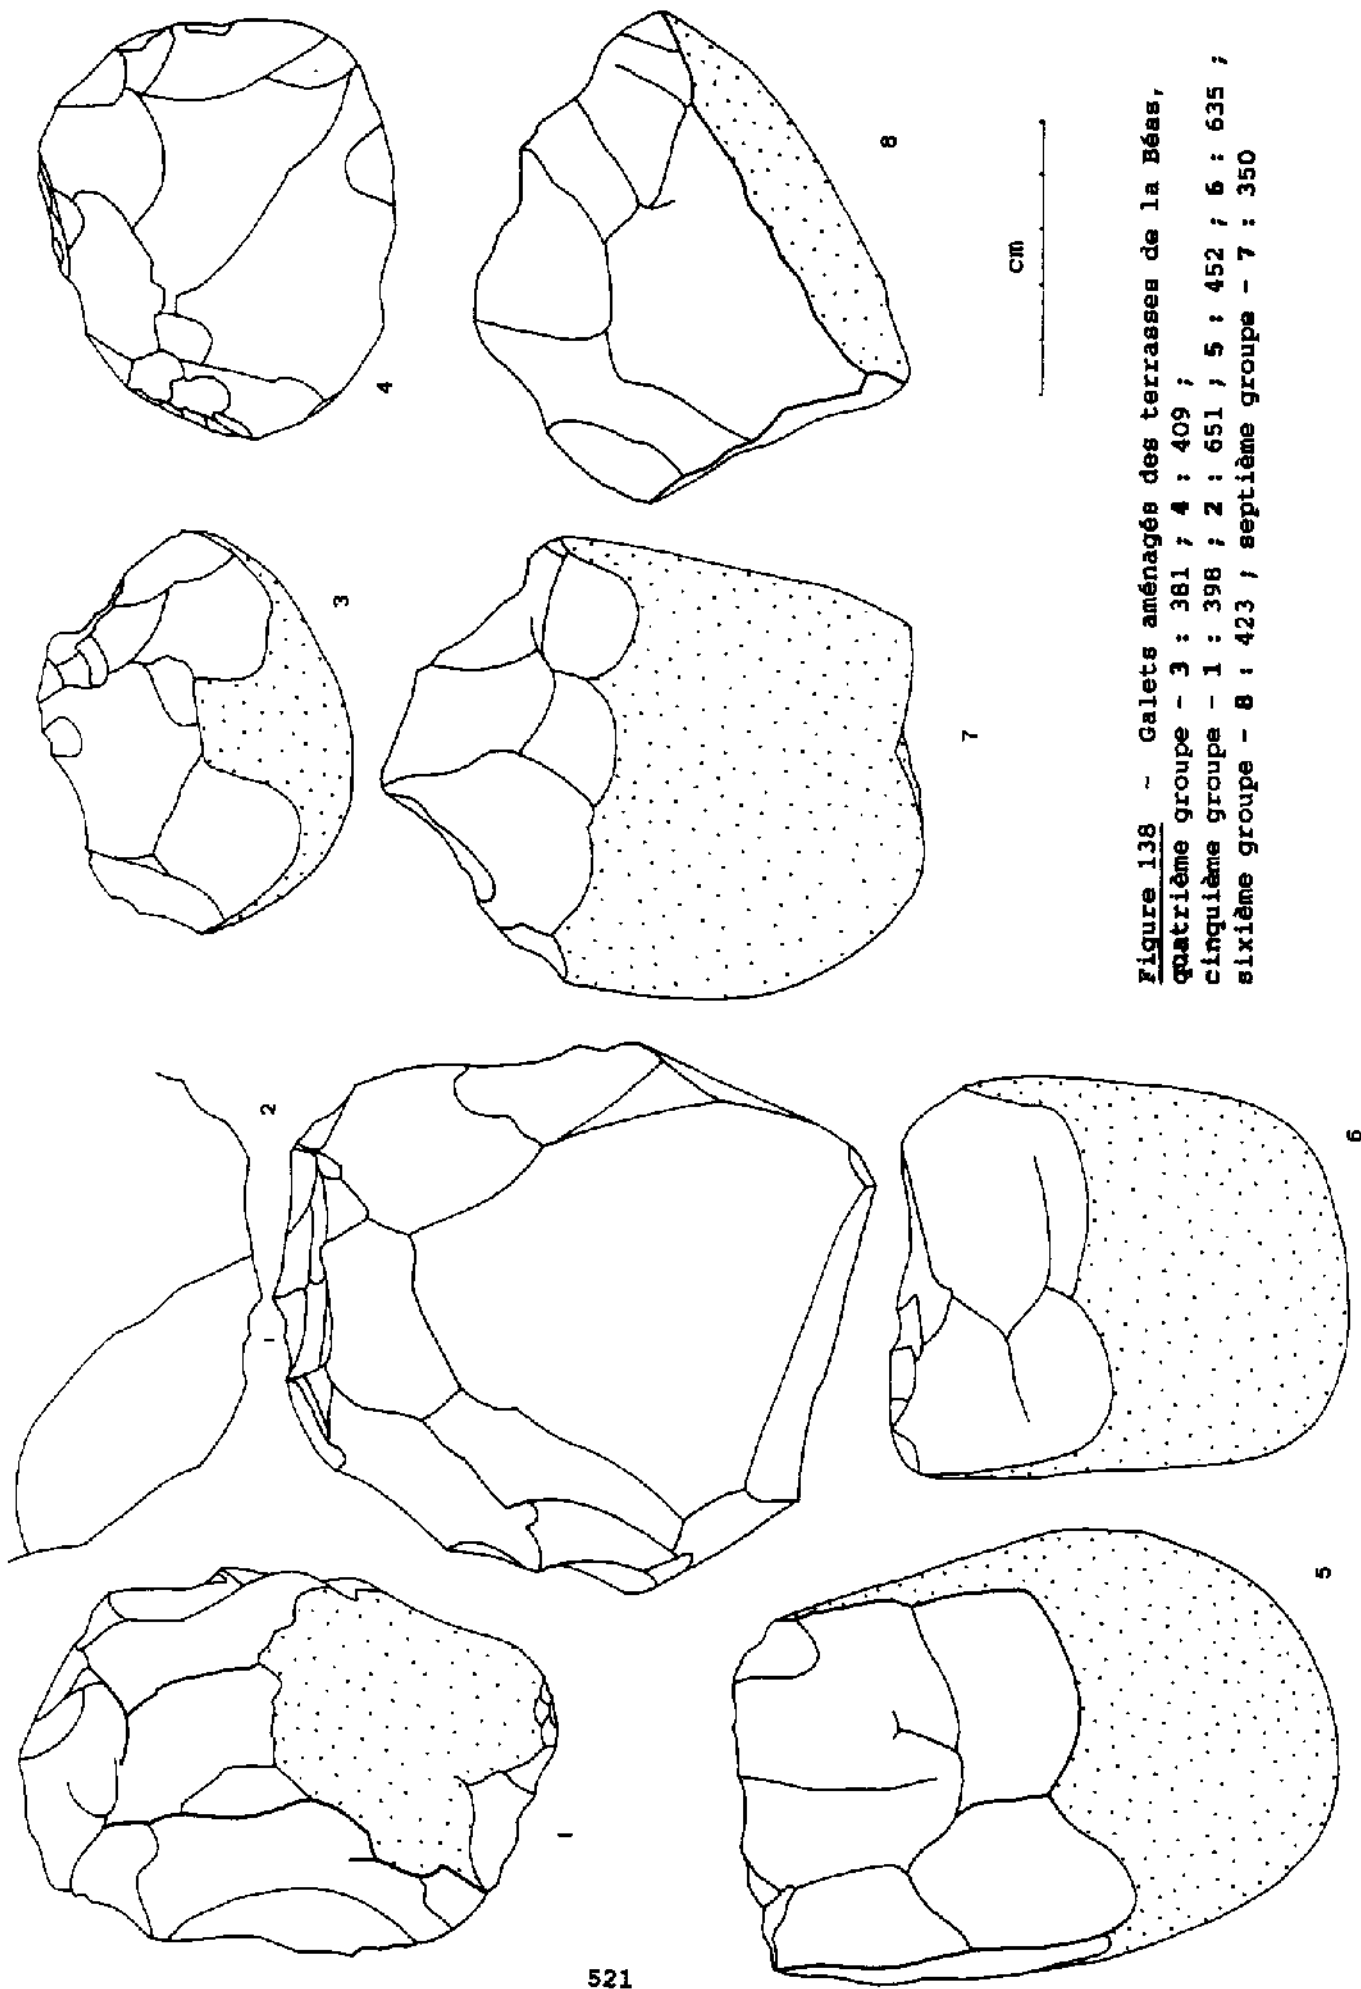 4
8
3
7
cm
2
6
1
5
Figure 138 - Galets aménagés des terrasses de la Béas,
quatrième groupe - 3 : 381 ; 4 : 409 ;
cinquième groupe - 1 : 398 ; 2 : 651 ; 5 : 452 ; 6 : 635 ;
sixième groupe - 8 : 423 ; septième groupe - 7 : 350
521